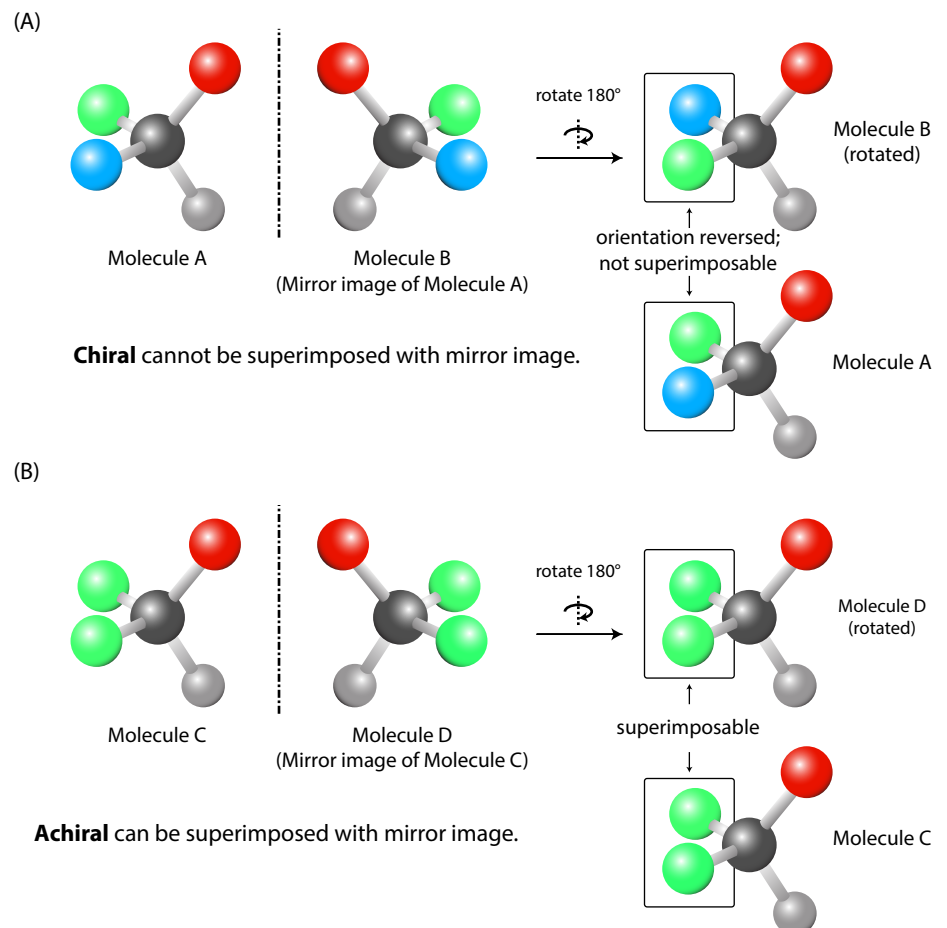 (A)
rotate 180°
Molecule B
(rotated)
Molecule A
Molecule B
(Mirror image of Molecule A)
orientation reversed;
not superimposable
Chiral cannot be superimposed with mirror image.
Molecule A
(B)
rotate 180°
Molecule D
(rotated)
Molecule C
Molecule D
(Mirror image of Molecule C)
superimposable
Achiral can be superimposed with mirror image.
Molecule C